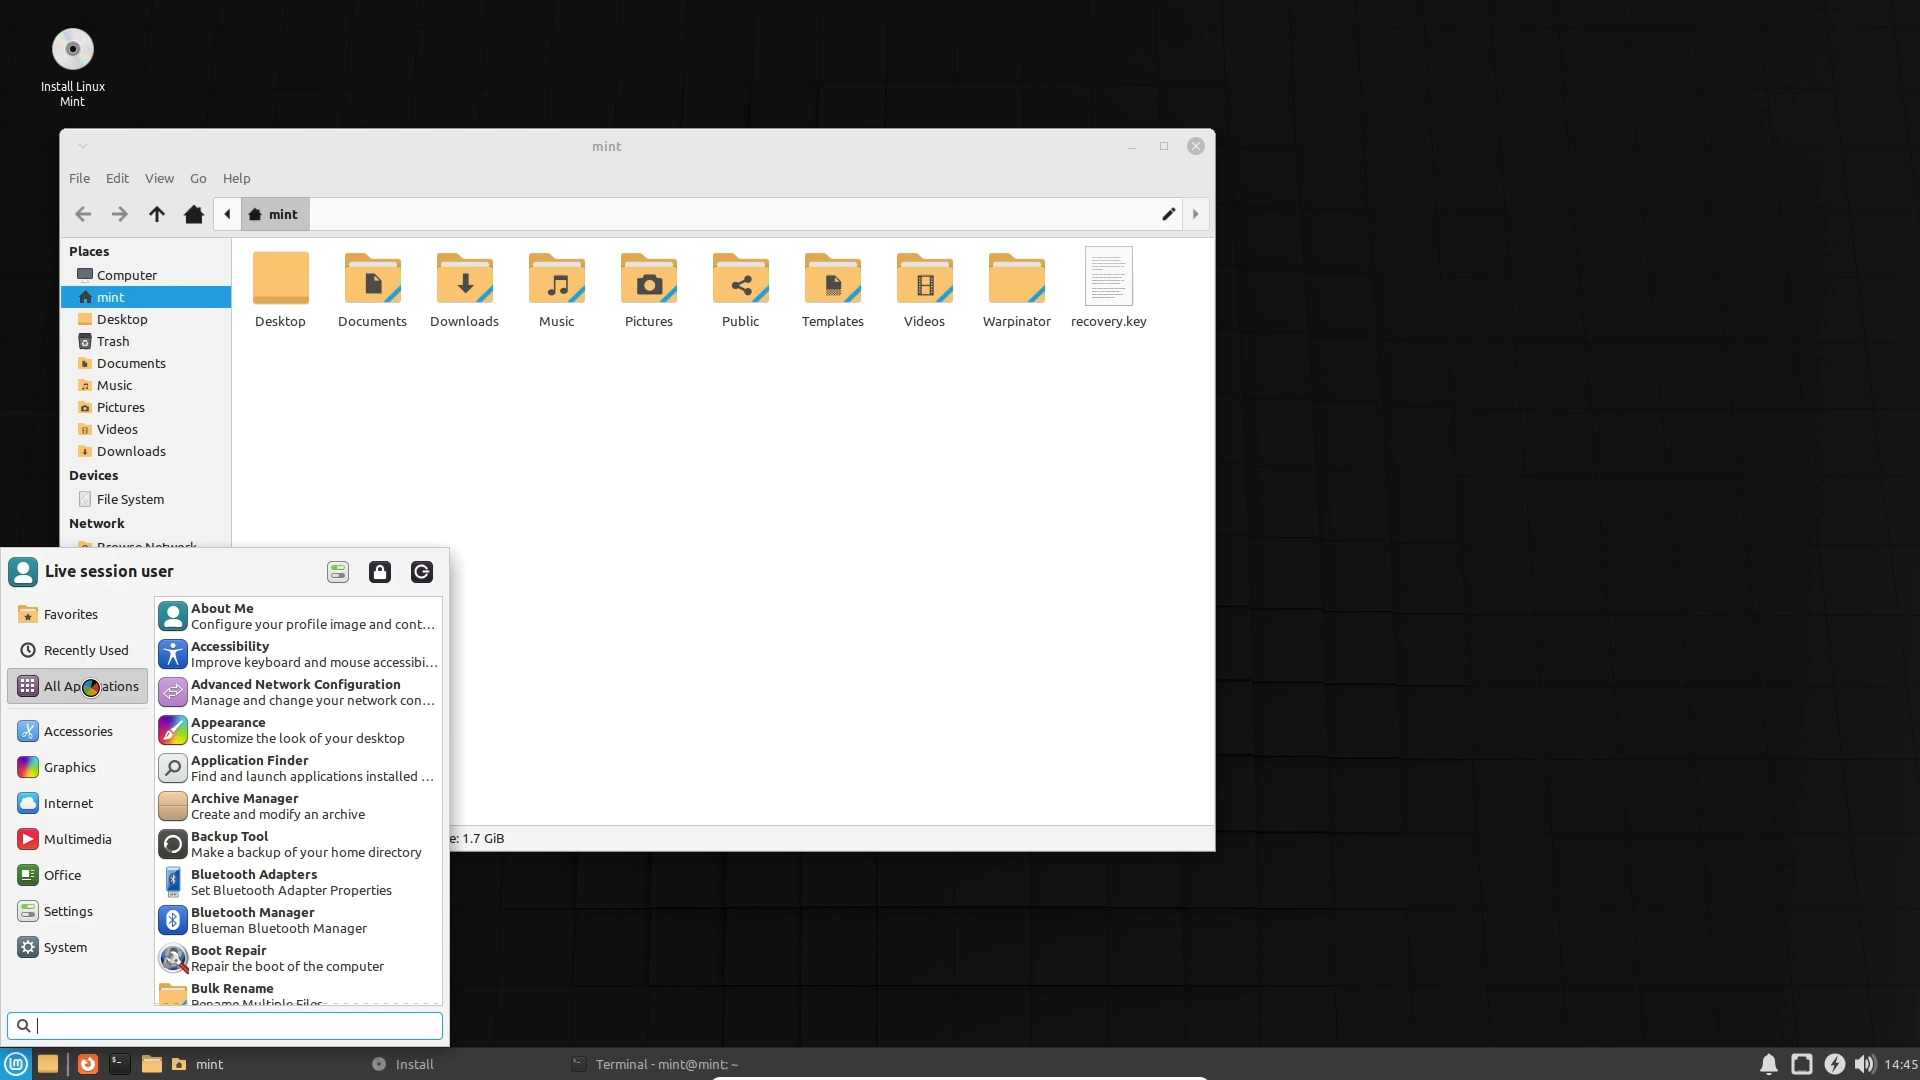 Install Linux
Mint
mint
File Edit View Go Help
mint
Places
Computer
mint
Desktop
Trash
Documents
Music
Pictures
Videos
Downloads
Devices
File System
Network
Browse Network
Desktop Documents Downloads Music Pictures Public Templates Videos Warpinator recovery.key
e: 1.7 GiB
Live session user
Favorites
Recently Used
All Applications
Accessories
Graphics
Internet
Multimedia
Office
Settings
System
About Me
Configure your profile image and cont...
Accessibility
Improve keyboard and mouse accessibi...
Advanced Network Configuration
Manage and change your network con...
Appearance
Customize the look of your desktop
Application Finder
Find and launch applications installed ...
Archive Manager
Create and modify an archive
Backup Tool
Make a backup of your home directory
Bluetooth Adapters
Set Bluetooth Adapter Properties
Bluetooth Manager
Blueman Bluetooth Manager
Boot Repair
Repair the boot of the computer
Bulk Rename
Rename Multiple Files
mint Install Terminal - mint@mint: ~ 14:45